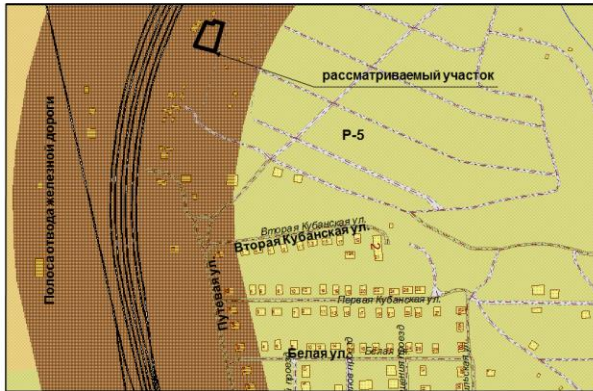 рассматриваемый участок
Р-5
Полоса отвода железной дороги
Вторая Кубанская ул.
Вторая Кубанская ул.
Путевая ул.
Первая Кубанская ул.
Белая ул.
Белая